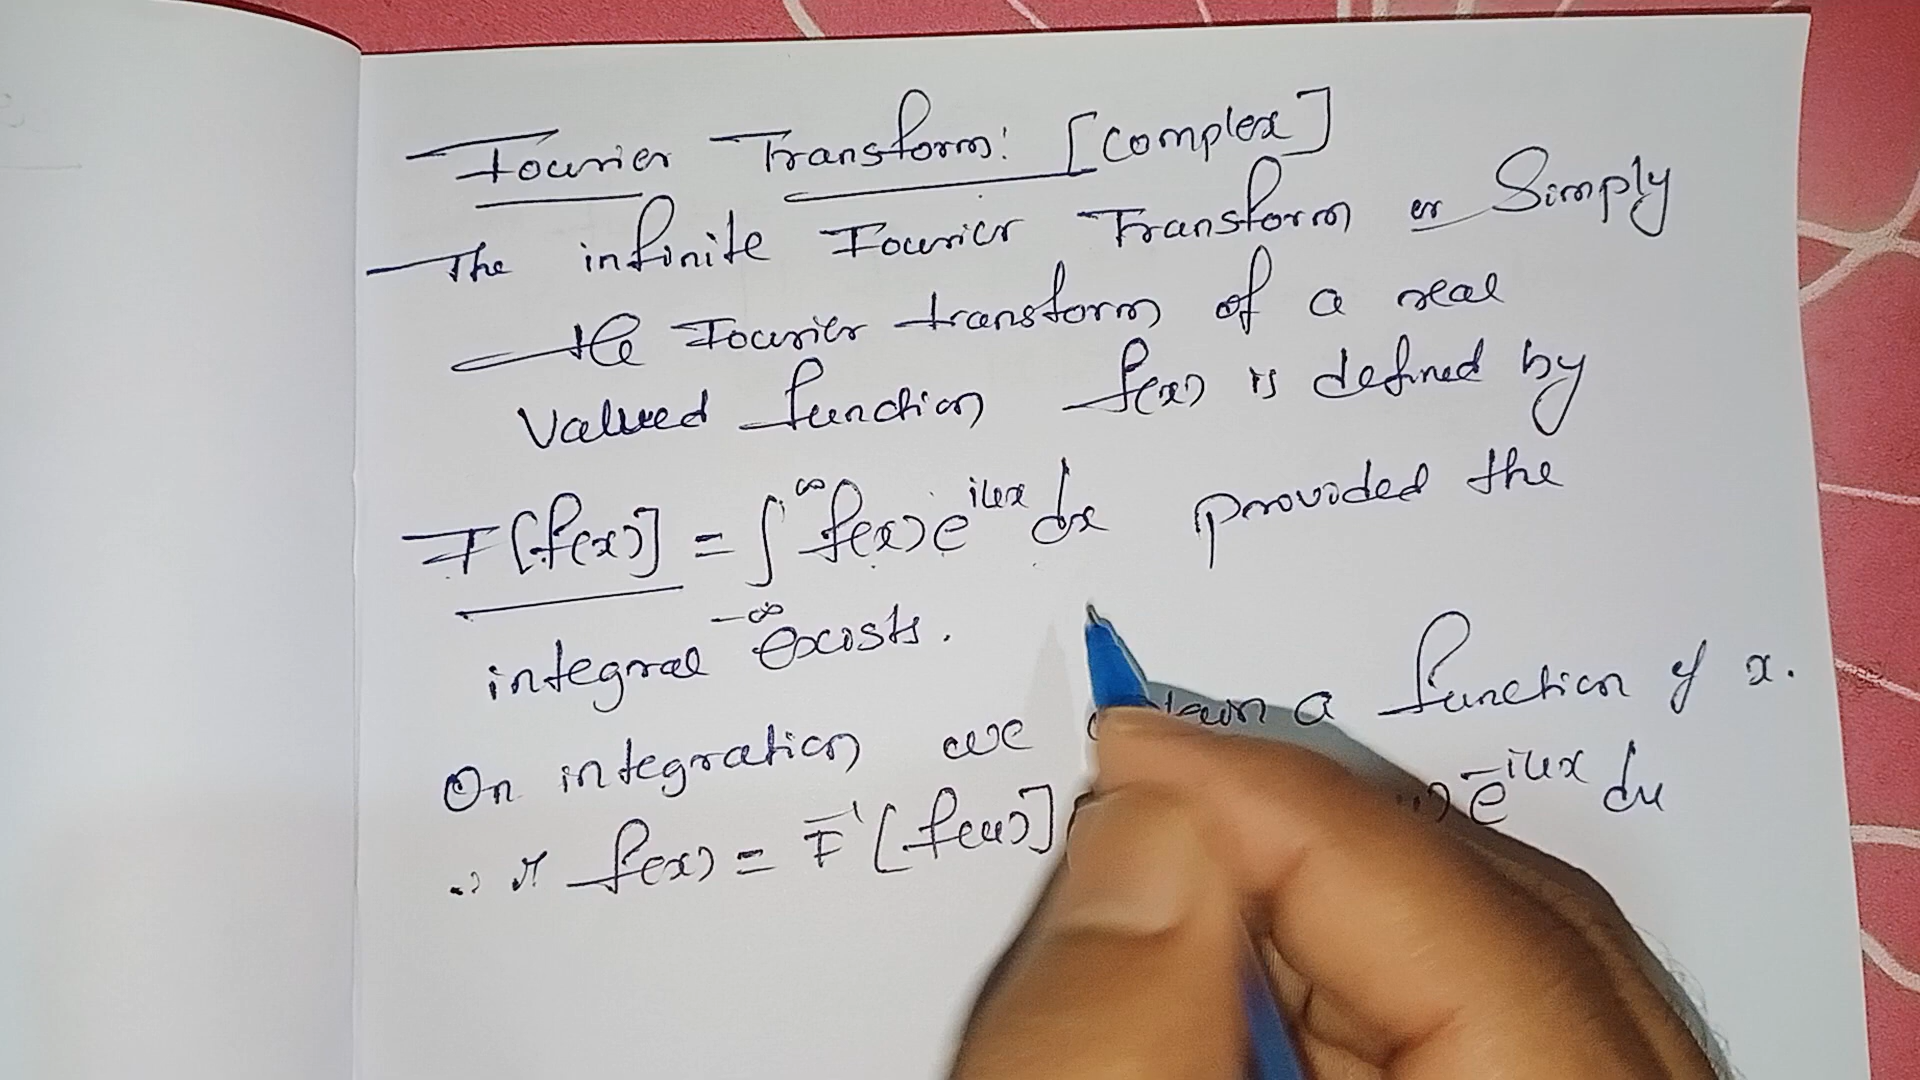 Fourier Transform: [Complex]
The infinite Fourier Transform or Simply
the Fourier transform of a real
Valued function f(x) is defined by
F[f(x)] = ∫_{-∞}^{∞} f(x) e^{iux} dx provided the
integral exists.
On integration we a function of x.
f(x) = F^{-1}[f(u)] e^{-iux} du